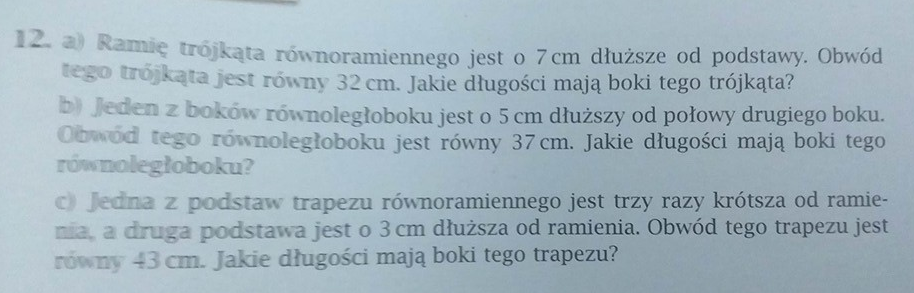 12. a) Ramię trójkąta równoramiennego jest o 7 cm dłuższe od podstawy. Obwód
tego trójkąta jest równy 32 cm. Jakie długości mają boki tego trójkąta?
b) Jeden z boków równoległoboku jest o 5 cm dłuższy od połowy drugiego boku.
Obwód tego równoległoboku jest równy 37 cm. Jakie długości mają boki tego
równoległoboku?
c) Jedna z podstaw trapezu równoramiennego jest trzy razy krótsza od ramie-
nia, a druga podstawa jest o 3 cm dłuższa od ramienia. Obwód tego trapezu jest
równy 43 cm. Jakie długości mają boki tego trapezu?